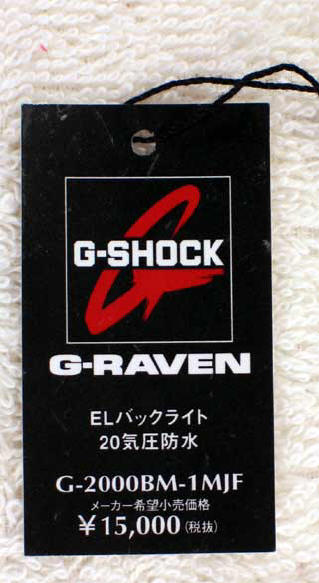 G-SHOCK
G-RAVEN
ELバックライト
20気圧防水
G-2000BM-1MJF
メーカー希望小売価格
¥15,000(税抜)